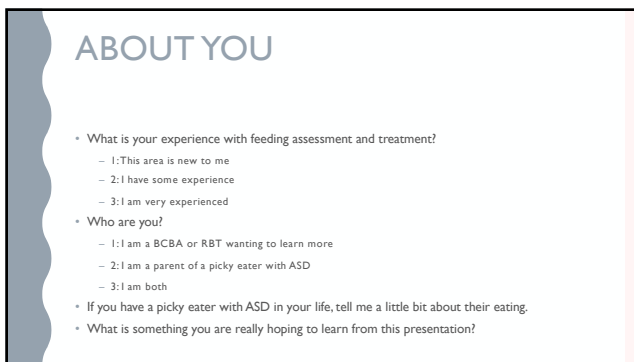 ABOUT YOU
• What is your experience with feeding assessment and treatment?
– 1: This area is new to me
– 2: I have some experience
– 3: I am very experienced
• Who are you?
– 1: I am a BCBA or RBT wanting to learn more
– 2: I am a parent of a picky eater with ASD
– 3: I am both
• If you have a picky eater with ASD in your life, tell me a little bit about their eating.
• What is something you are really hoping to learn from this presentation?